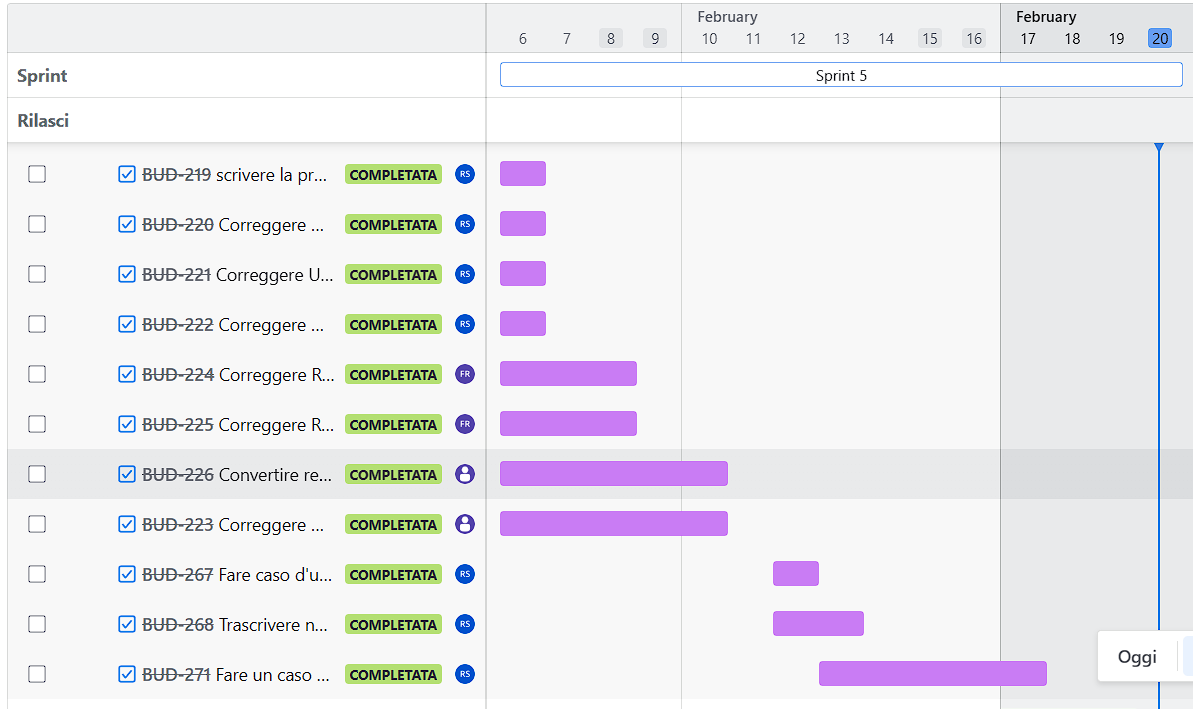 February February
6 7 8 9 10 11 12 13 14 15 16 17 18 19 20
Sprint Sprint 5
Rilasci
BUD-219 scrivere la pr... COMPLETATA RS
BUD-220 Correggere ... COMPLETATA RS
BUD-221 Correggere U... COMPLETATA RS
BUD-222 Correggere ... COMPLETATA RS
BUD-224 Correggere R... COMPLETATA FR
BUD-225 Correggere R... COMPLETATA FR
BUD-226 Convertire re... COMPLETATA
BUD-223 Correggere ... COMPLETATA
BUD-267 Fare caso d'u... COMPLETATA RS
BUD-268 Trascrivere n... COMPLETATA RS
Oggi
BUD-271 Fare un caso ... COMPLETATA RS